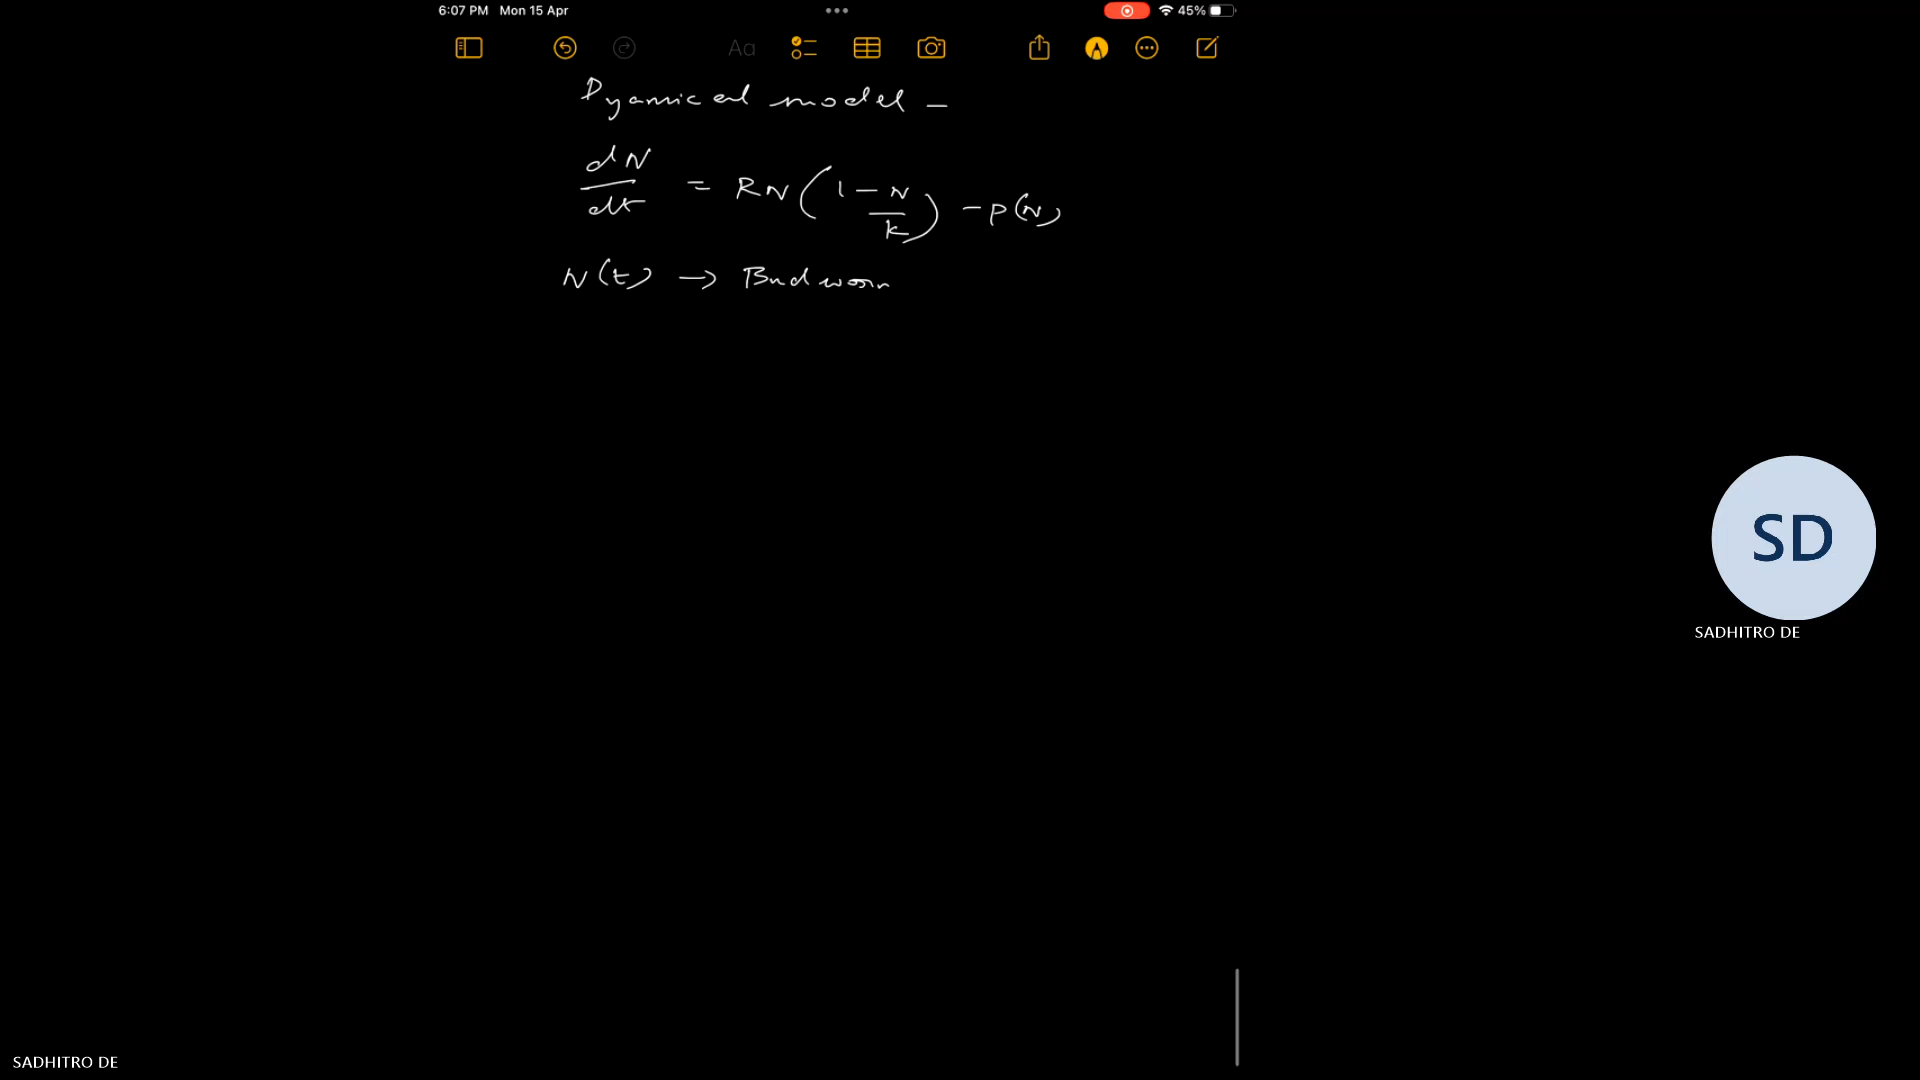 6:07 PM Mon 15 Apr
45%
Aa
Dyamical model -
dN/dt = RN (1 - N/k) - p(N)
N(t) → Budworm
SD
SADHITRO DE
SADHITRO DE